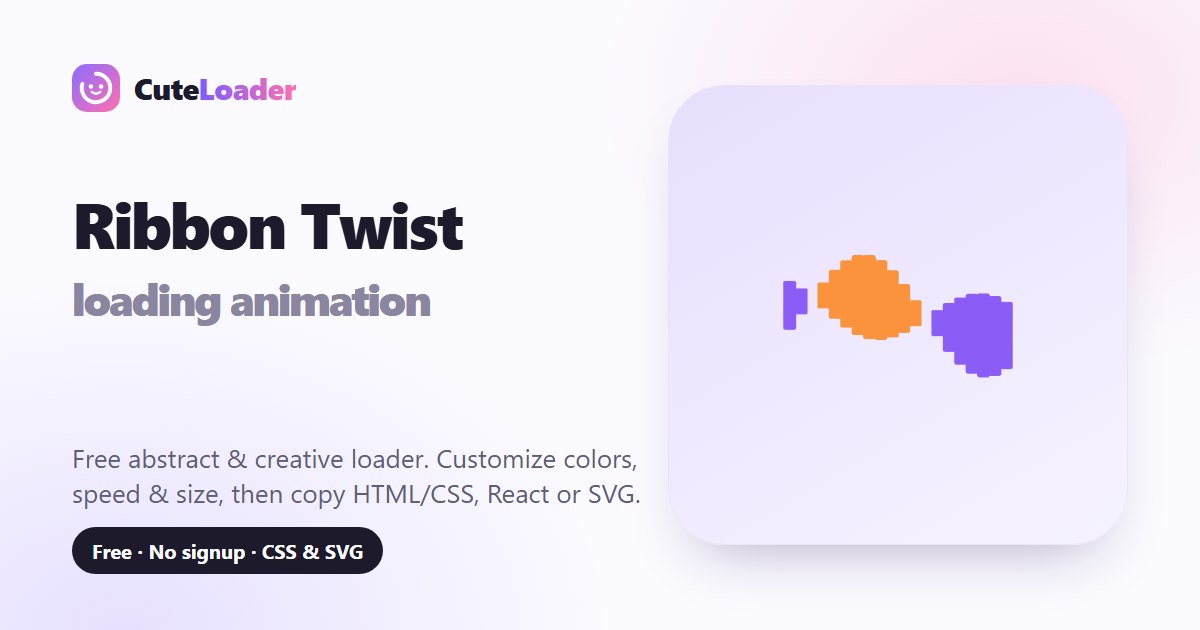 CuteLoader
Ribbon Twist
loading animation
Free abstract & creative loader. Customize colors,
speed & size, then copy HTML/CSS, React or SVG.
Free · No signup · CSS & SVG